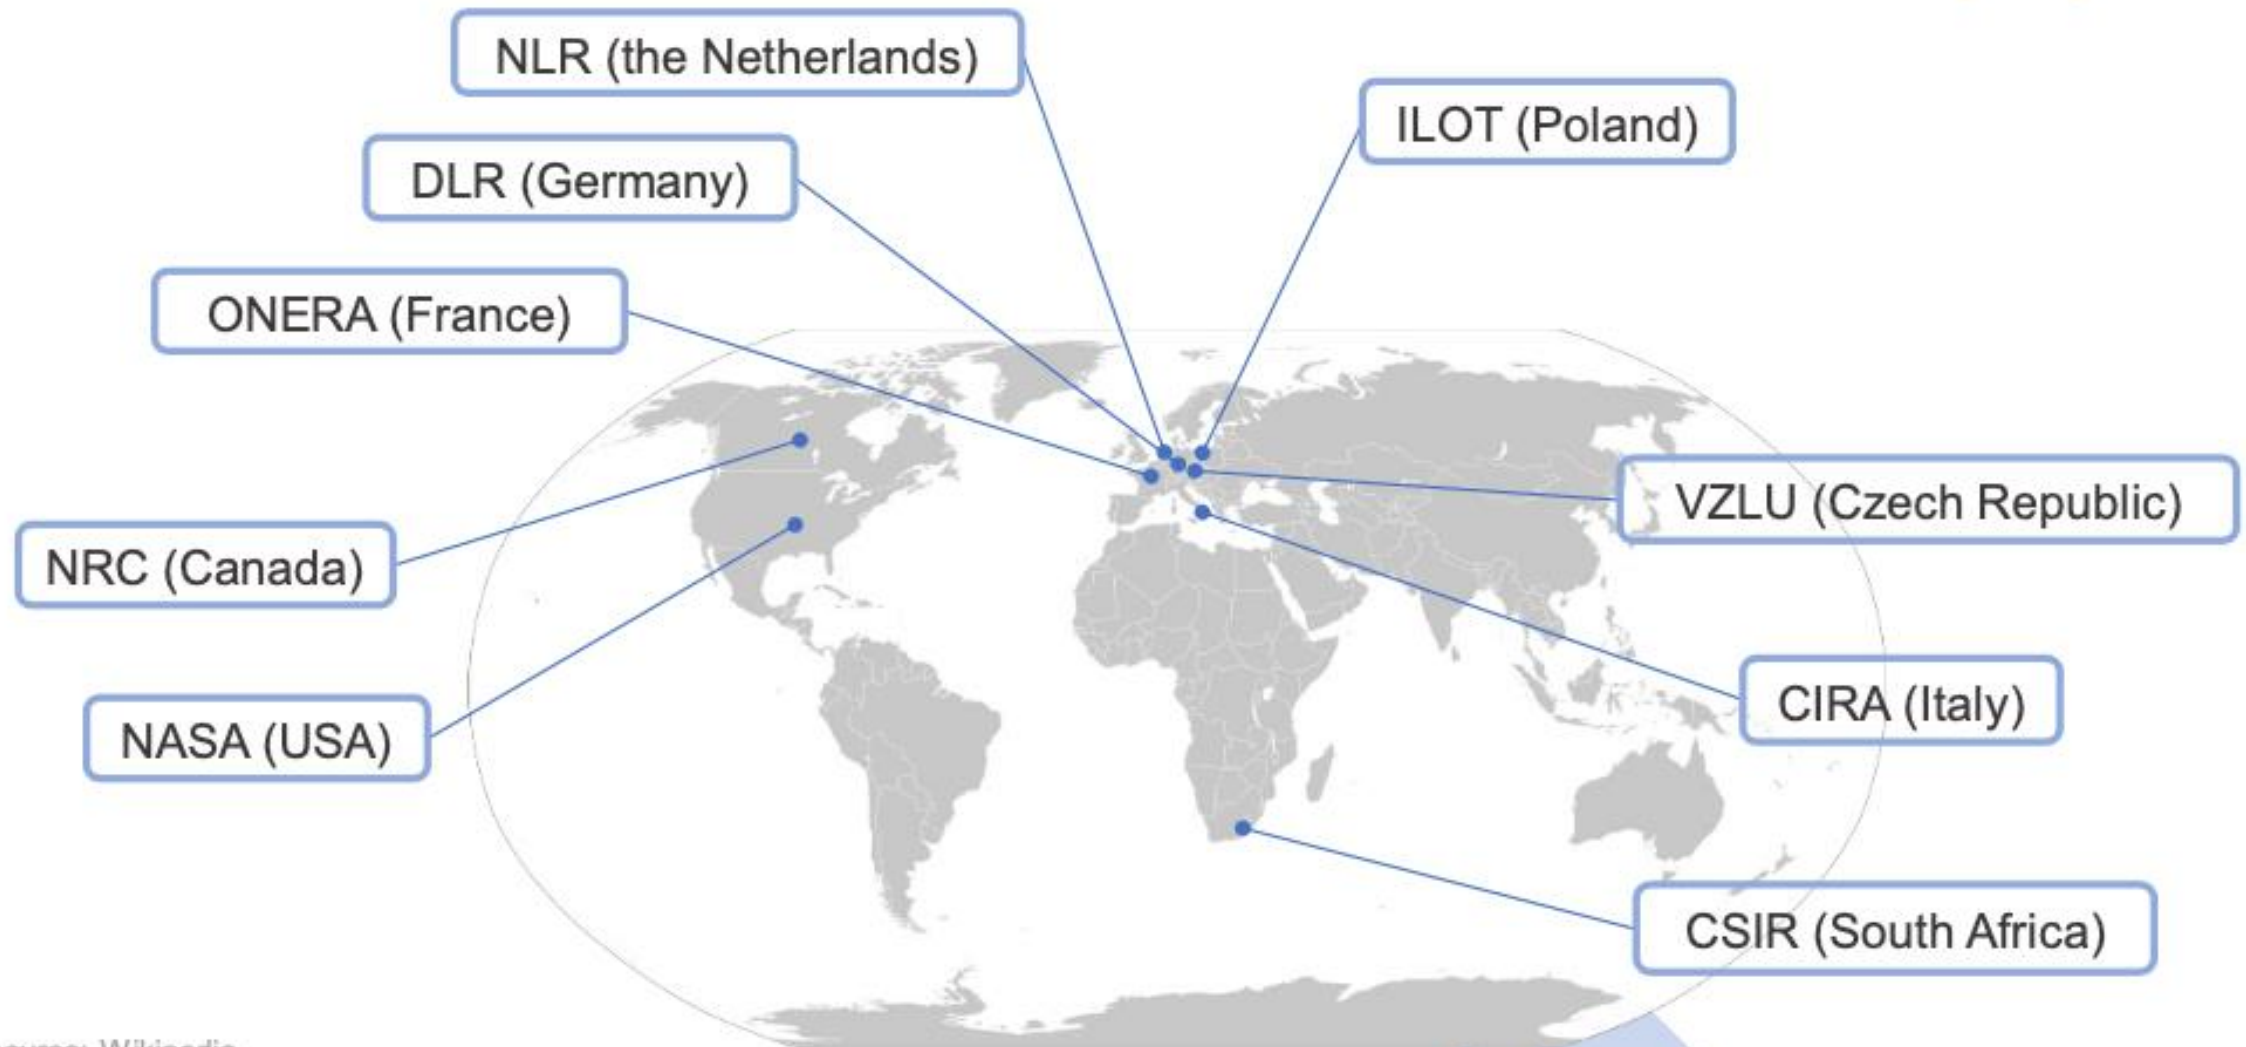 NLR (the Netherlands)
ILOT (Poland)
DLR (Germany)
ONERA (France)
VZLU (Czech Republic)
NRC (Canada)
CIRA (Italy)
NASA (USA)
CSIR (South Africa)